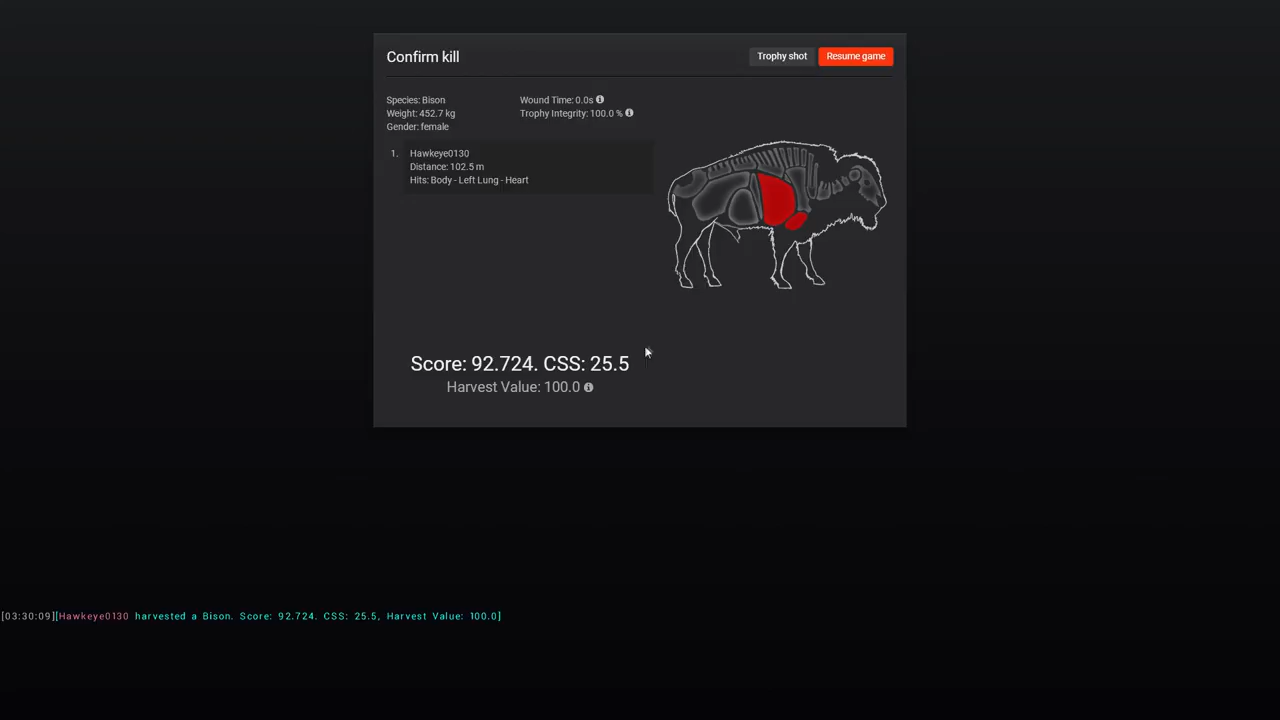 Confirm kill
Trophy shot
Resume game
Species: Bison
Wound Time: 0.0s
Weight: 452.7 kg
Trophy Integrity: 100.0 %
Gender: female
1. Hawkeye0130
Distance: 102.5 m
Hits: Body - Left Lung - Heart
Score: 92.724. CSS: 25.5
Harvest Value: 100.0
[03:30:09][Hawkeye0130 harvested a Bison. Score: 92.724. CSS: 25.5, Harvest Value: 100.0]